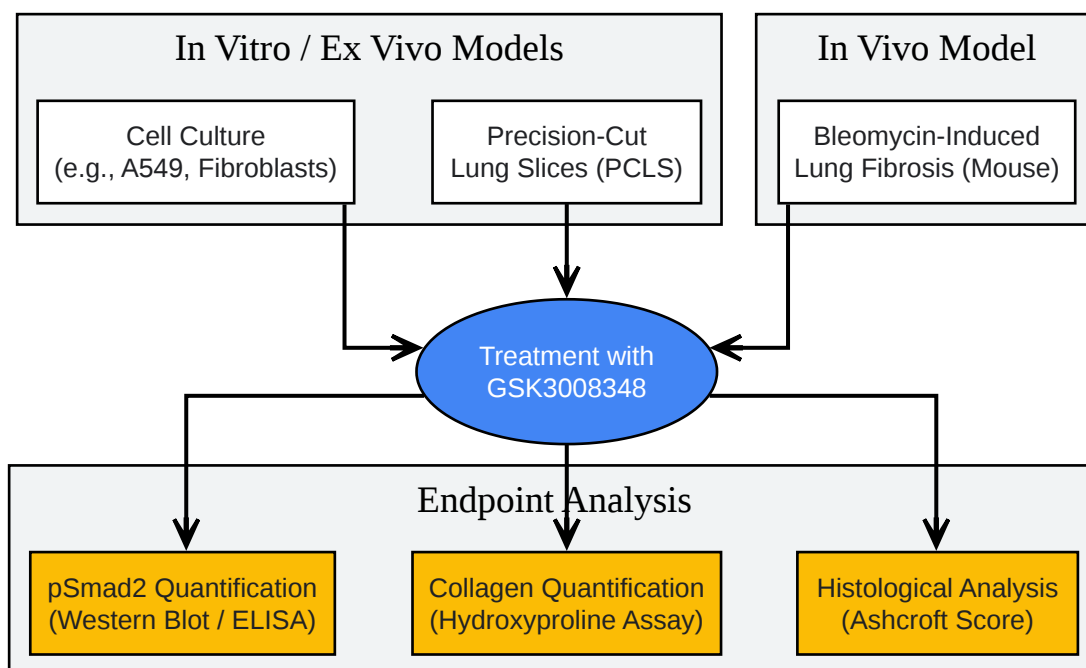 In Vitro / Ex Vivo Models
In Vivo Model
Cell Culture
(e.g., A549, Fibroblasts)
Precision-Cut
Lung Slices (PCLS)
Bleomycin-Induced
Lung Fibrosis (Mouse)
Treatment with
GSK3008348
Endpoint Analysis
pSmad2 Quantification
(Western Blot / ELISA)
Collagen Quantification
(Hydroxyproline Assay)
Histological Analysis
(Ashcroft Score)